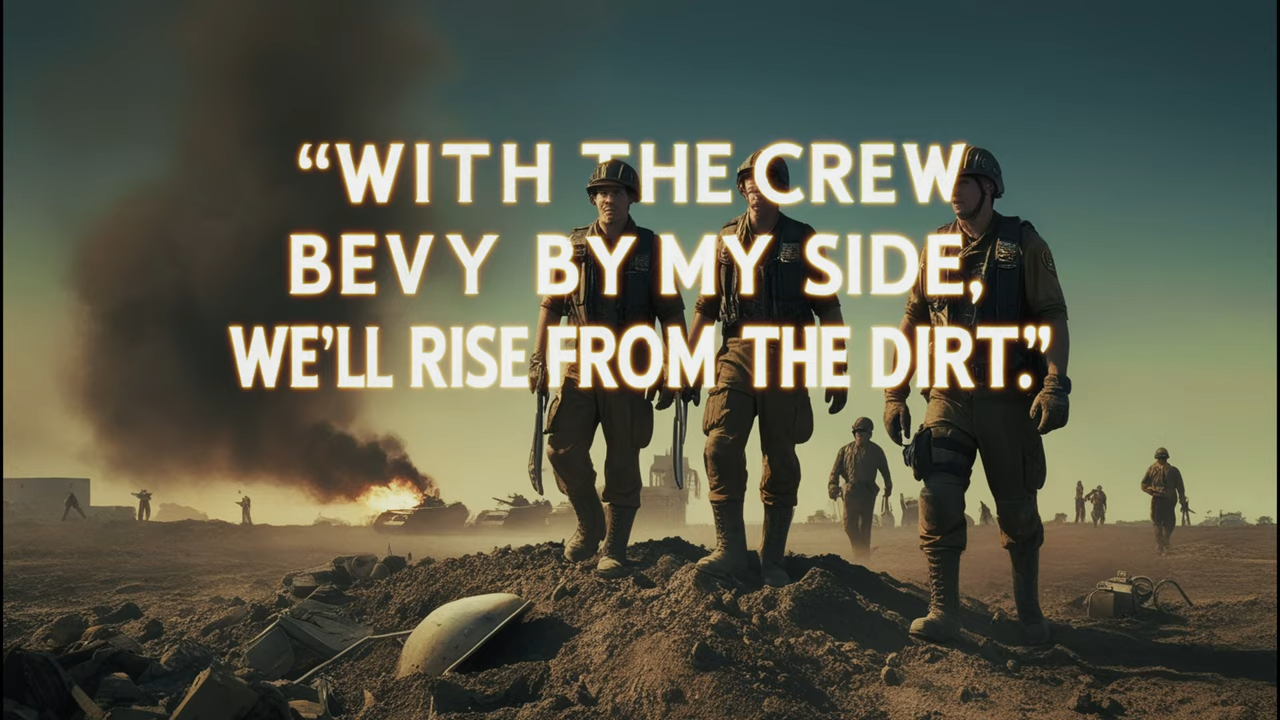 “WITH THE CREW
BEVY BY MY SIDE,
WE’LL RISE FROM THE DIRT.”